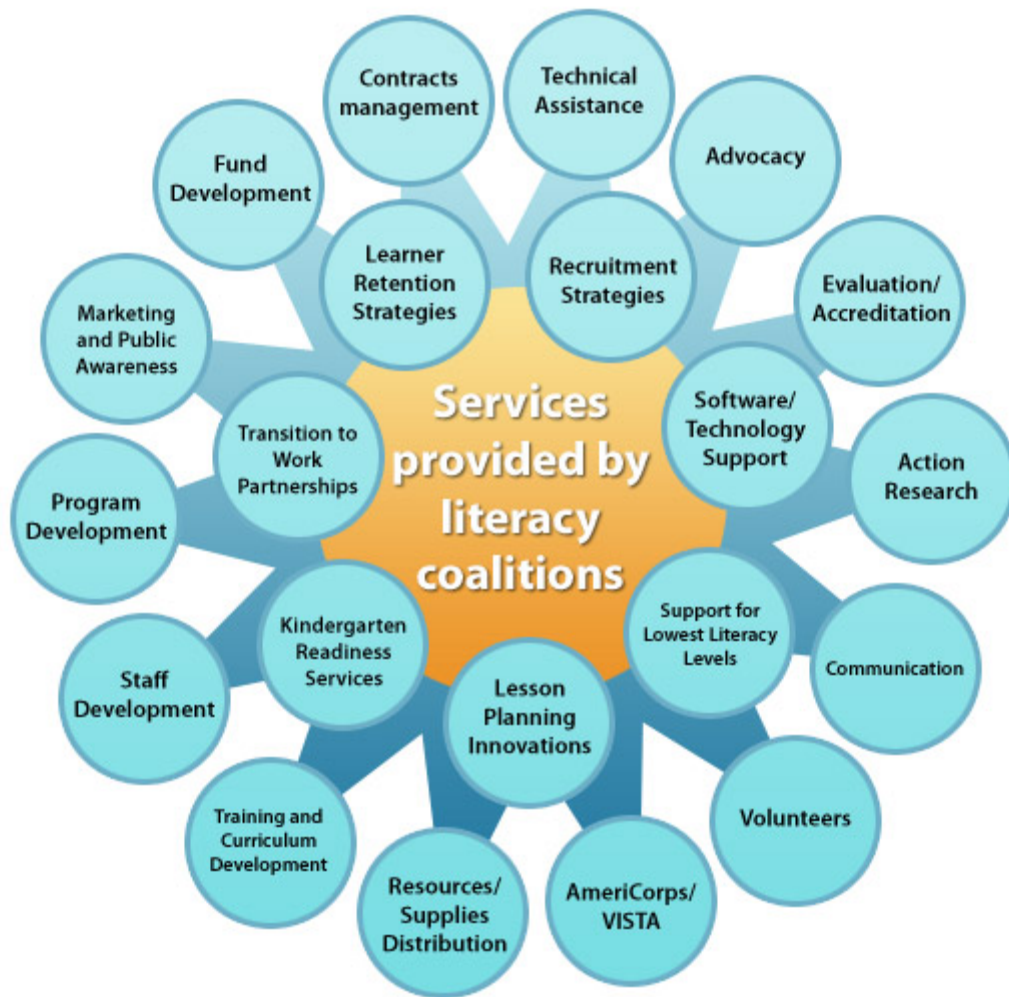 Services
provided by
literacy
coalitions
Contracts
management
Technical
Assistance
Advocacy
Evaluation/
Accreditation
Action
Research
Communication
Volunteers
AmeriCorps/
VISTA
Resources/
Supplies
Distribution
Training and
Curriculum
Development
Staff
Development
Program
Development
Marketing
and Public
Awareness
Fund
Development
Learner
Retention
Strategies
Recruitment
Strategies
Software/
Technology
Support
Support for
Lowest Literacy
Levels
Lesson
Planning
Innovations
Kindergarten
Readiness
Services
Transition to
Work
Partnerships